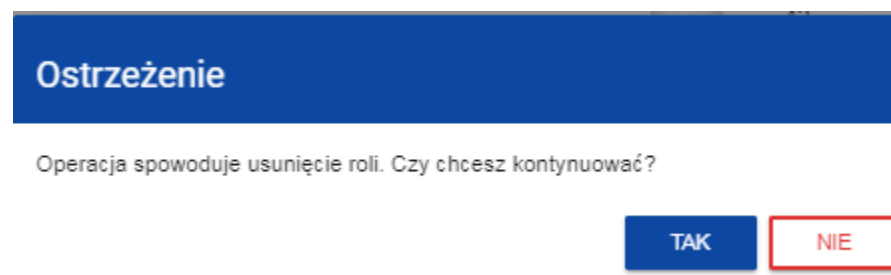 Ostrzeżenie
Operacja spowoduje usunięcie roli. Czy chcesz kontynuować?
TAK NIE